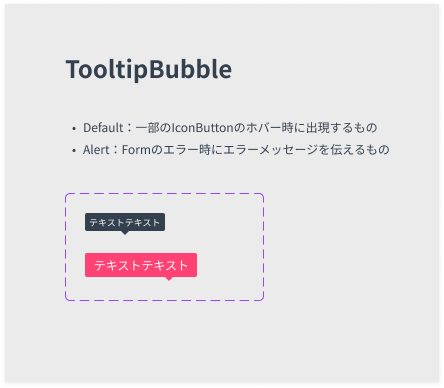 TooltipBubble
• Default：一部のIconButtonのホバー時に出現するもの
• Alert：Formのエラー時にエラーメッセージを伝えるもの
テキストテキスト
テキストテキスト